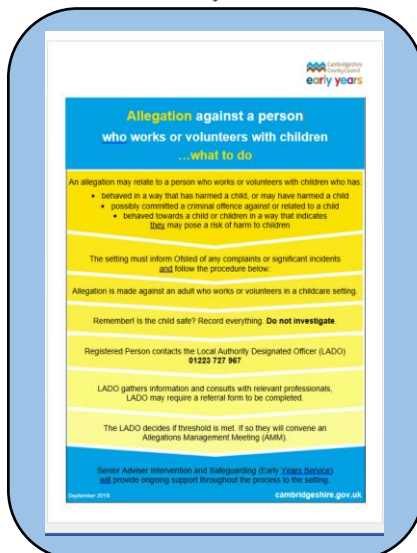 Cambridgeshire
County Council
early years
Allegation against a person
who works or volunteers with children
...what to do
An allegation may relate to a person who works or volunteers with children who has:
• behaved in a way that has harmed a child, or may have harmed a child
• possibly committed a criminal offence against or related to a child
• behaved towards a child or children in a way that indicates
they may pose a risk of harm to children
The setting must inform Ofsted of any complaints or significant incidents
and follow the procedure below:
Allegation is made against an adult who works or volunteers in a childcare setting.
Remember! Is the child safe? Record everything. Do not investigate.
Registered Person contacts the Local Authority Designated Officer (LADO)
01223 727 967
LADO gathers information and consults with relevant professionals,
LADO may require a referral form to be completed.
The LADO decides if threshold is met. If so they will convene an
Allegations Management Meeting (AMM).
Senior Adviser Intervention and Safeguarding (Early Years Service)
will provide ongoing support throughout the process to the setting.
September 2019
cambridgeshire.gov.uk